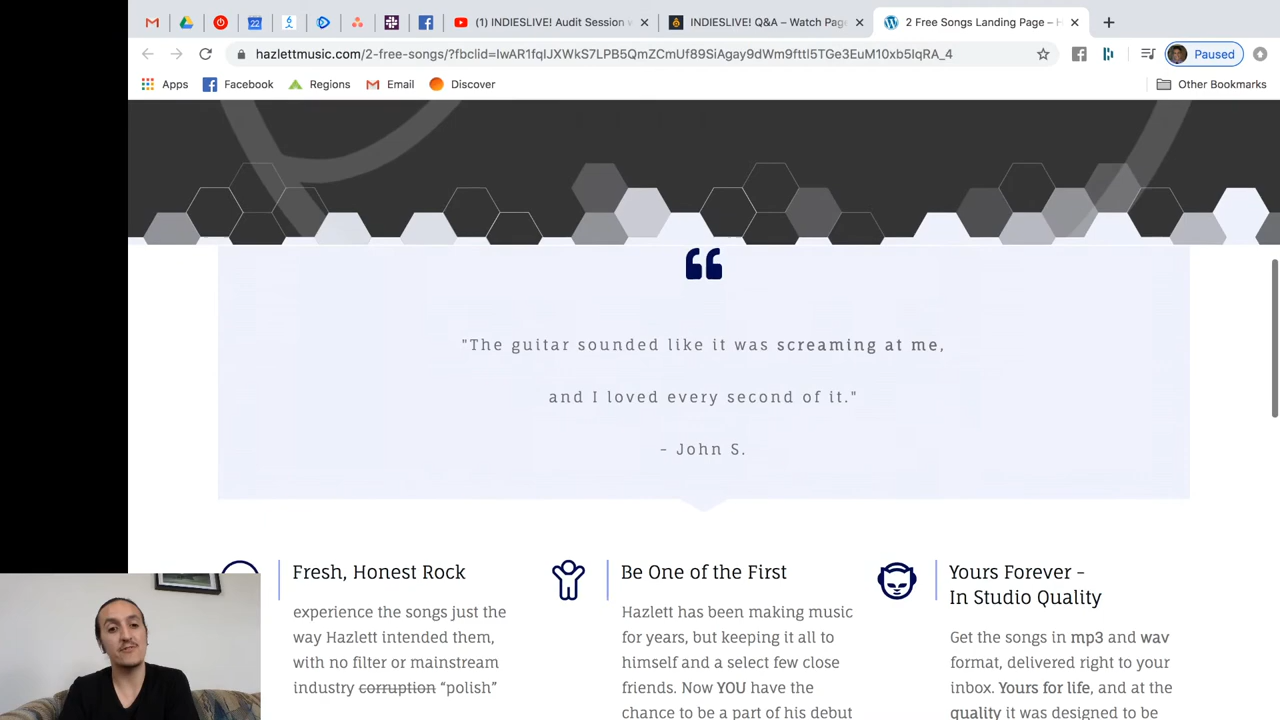 (1) INDIESLIVE! Audit Session w
INDIESLIVE! Q&A – Watch Page
2 Free Songs Landing Page – H
hazlettmusic.com/2-free-songs/?fbclid=IwAR1fqIJXWkS7LPB5QmZCmUf89SiAgay9dWm9fttl5TGe3EuM10xb5IqRA_4
Paused
Apps
Facebook
Regions
Email
Discover
Other Bookmarks
"The guitar sounded like it was screaming at me,
and I loved every second of it."
- John S.
Fresh, Honest Rock
experience the songs just the
way Hazlett intended them,
with no filter or mainstream
industry corruption “polish”
Be One of the First
Hazlett has been making music
for years, but keeping it all to
himself and a select few close
friends. Now YOU have the
chance to be a part of his debut
Yours Forever -
In Studio Quality
Get the songs in mp3 and wav
format, delivered right to your
inbox. Yours for life, and at the
quality it was designed to be